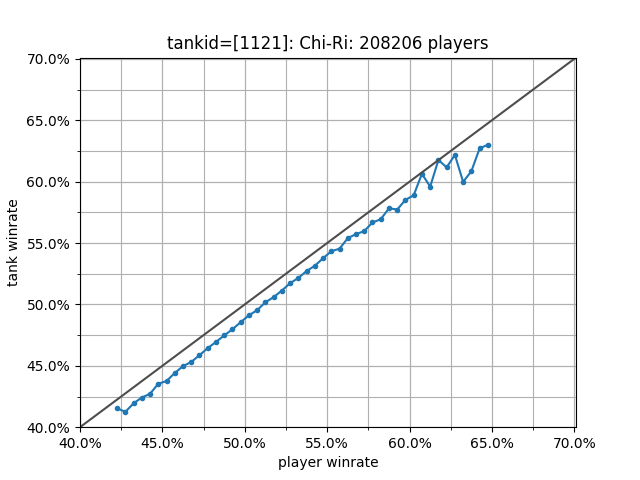 tankid=[1121]: Chi-Ri: 208206 players
70.0%
65.0%
60.0%
55.0%
50.0%
45.0%
40.0%
tank winrate
40.0% 45.0% 50.0% 55.0% 60.0% 65.0% 70.0%
player winrate